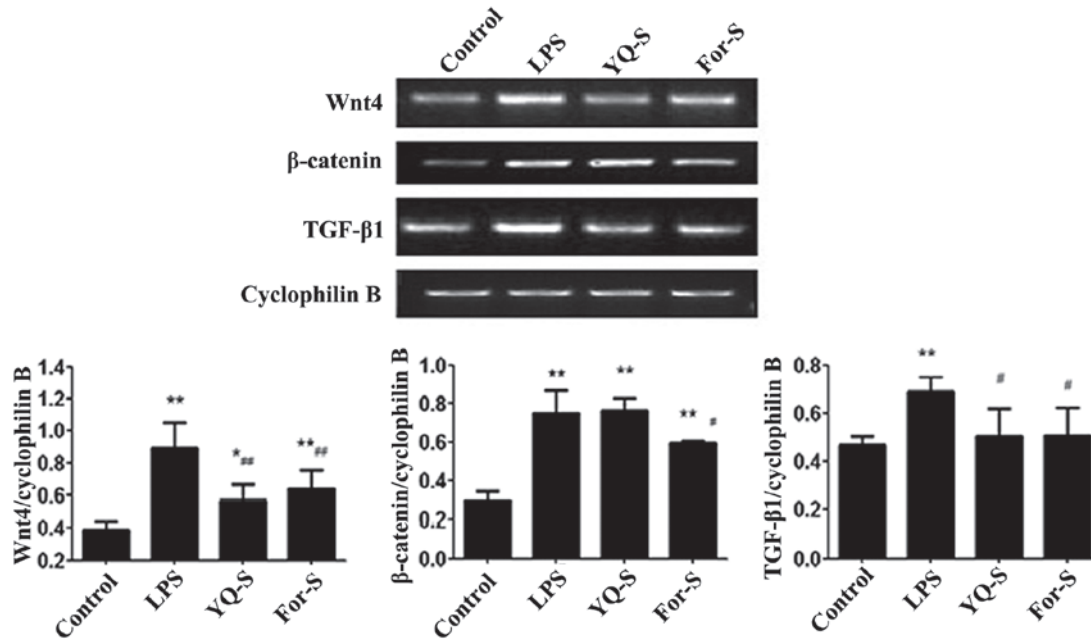 Control LPS YQ-S For-S
Wnt4
β-catenin
TGF-β1
Cyclophilin B
Wnt4/cyclophilin B
1.4
1.2
1.0
0.8
0.6
0.4
0.2
**
*##
**##
Control LPS YQ-S For-S
β-catenin/cyclophilin B
1.0
0.8
0.6
0.4
0.2
0.0
**
**
** #
Control LPS YQ-S For-S
TGF-β1/cyclophilin B
0.8
0.6
0.4
0.2
0.0
**
#
#
Control LPS YQ-S For-S